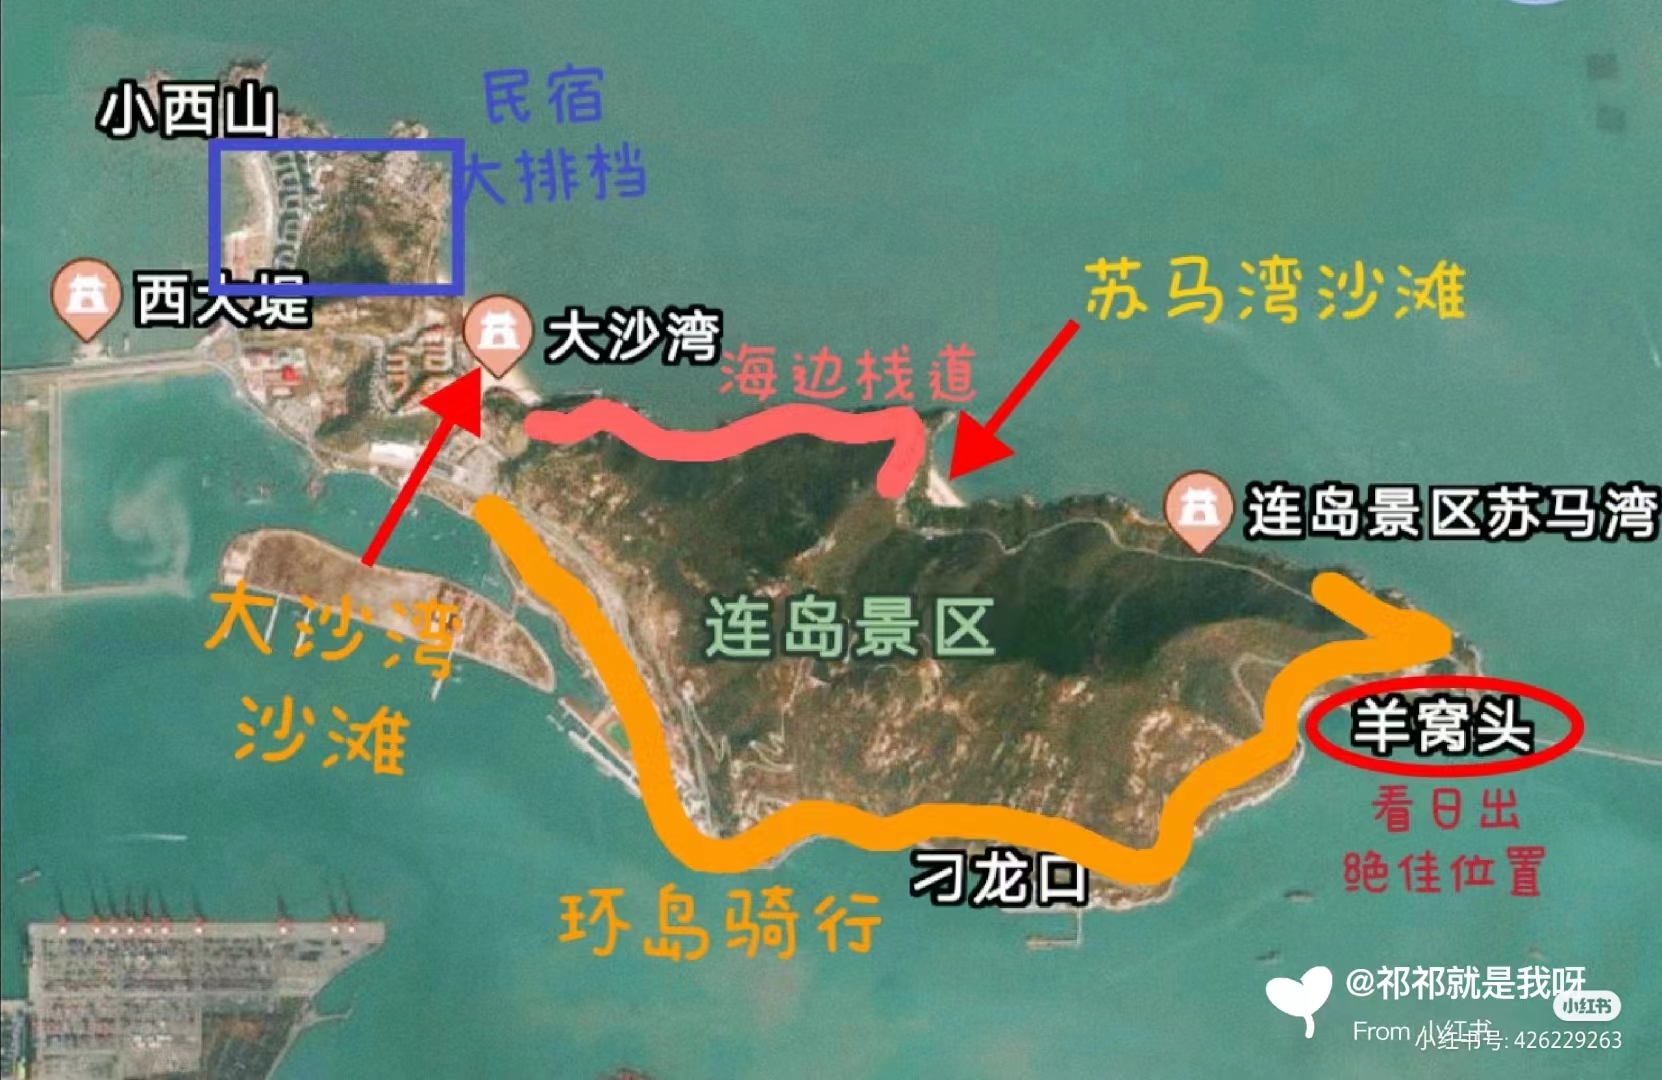 小西山
民宿
大排档
西大堤
大沙湾
海边栈道
苏马湾沙滩
连岛景区苏马湾
大沙湾
沙滩
连岛景区
羊窝头
看日出
绝佳位置
刁龙口
环岛骑行
@祁祁就是我呀
小红书
From 小红书
小红书号: 426229263